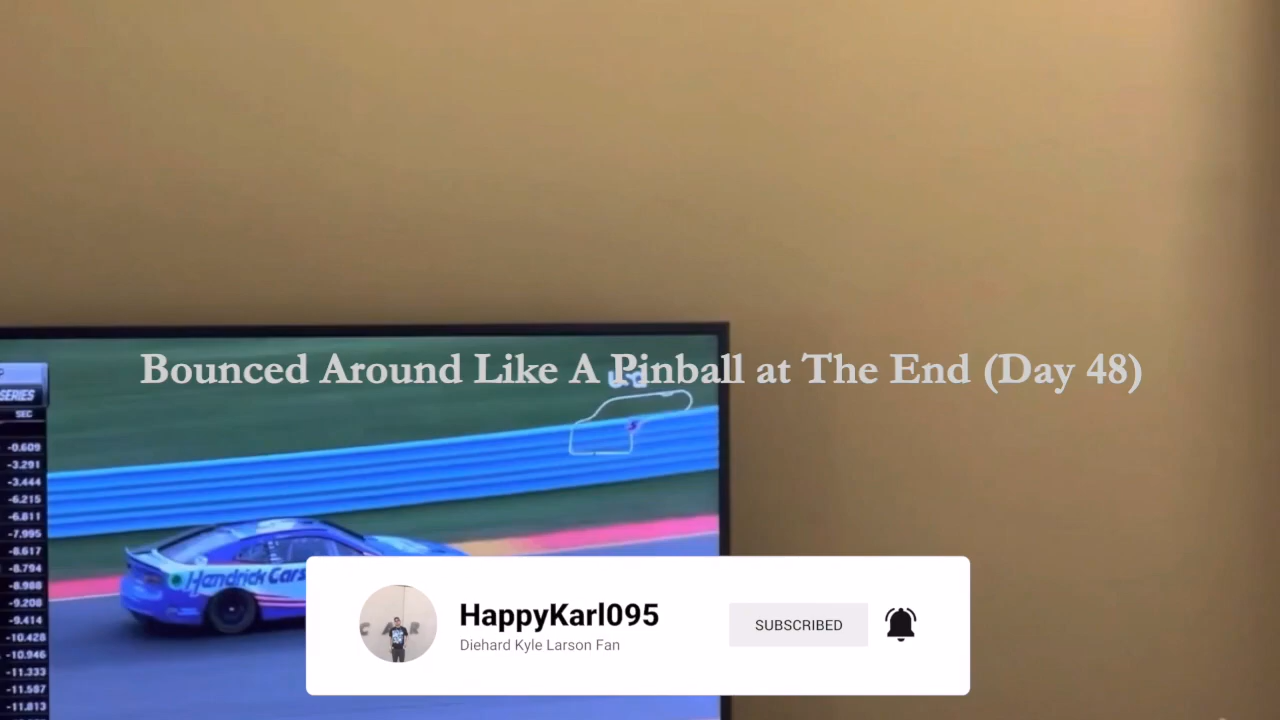 Bounced Around Like A Pinball at The End (Day 48)
SERIES
SEC
-0.609
-3.291
-3.444
-6.215
-6.811
-7.995
-8.617
-8.794
-8.988
-9.208
-9.414
-10.428
-10.946
-11.333
-11.587
-11.813
Hendrick Cars
HappyKarl095
Diehard Kyle Larson Fan
SUBSCRIBED